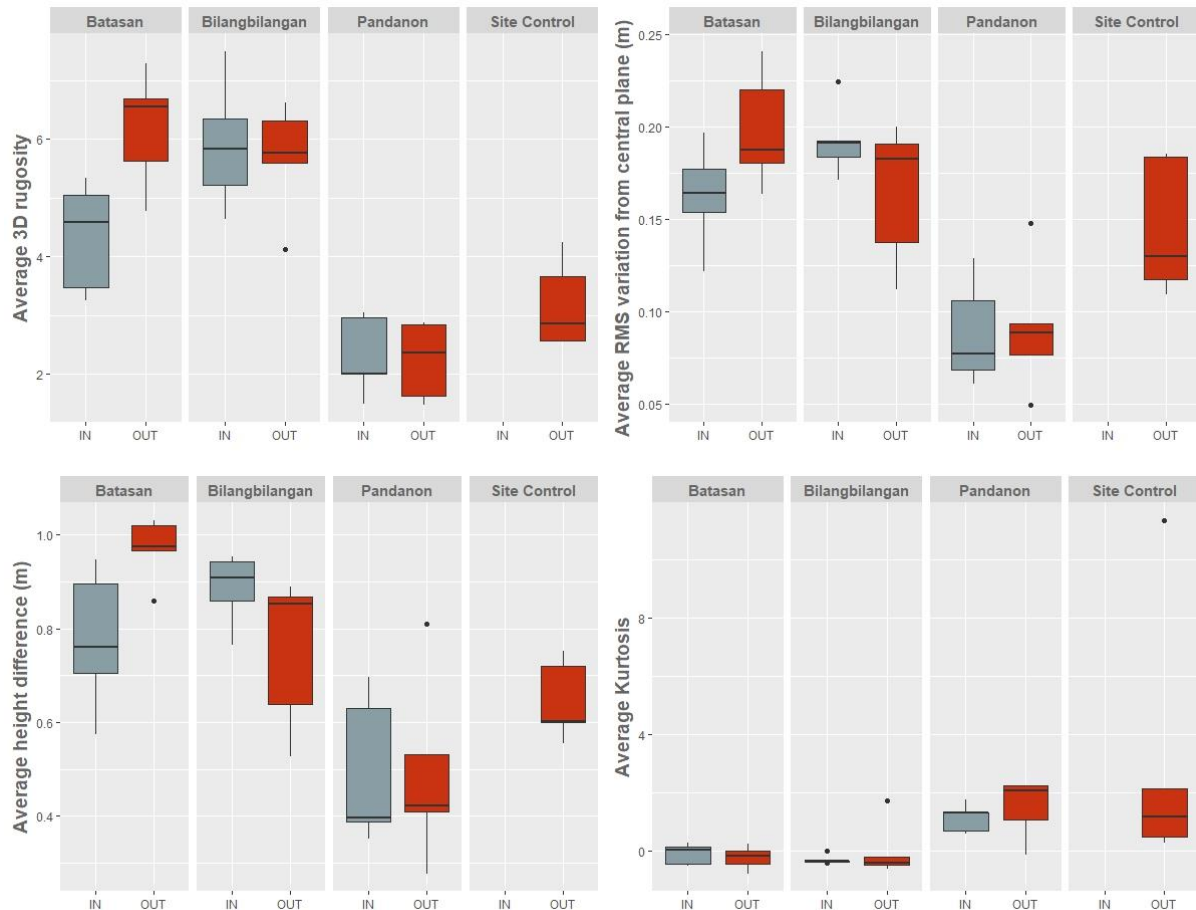 Batasan Bilangbilangan Pandanon Site Control
Average 3D rugosity
6
4
2
IN OUT IN OUT IN OUT IN OUT
Batasan Bilangbilangan Pandanon Site Control
Average RMS variation from central plane (m)
0.25
0.20
0.15
0.10
0.05
IN OUT IN OUT IN OUT IN OUT
Batasan Bilangbilangan Pandanon Site Control
Average height difference (m)
1.0
0.8
0.6
0.4
IN OUT IN OUT IN OUT IN OUT
Batasan Bilangbilangan Pandanon Site Control
Average Kurtosis
8
4
0
IN OUT IN OUT IN OUT IN OUT